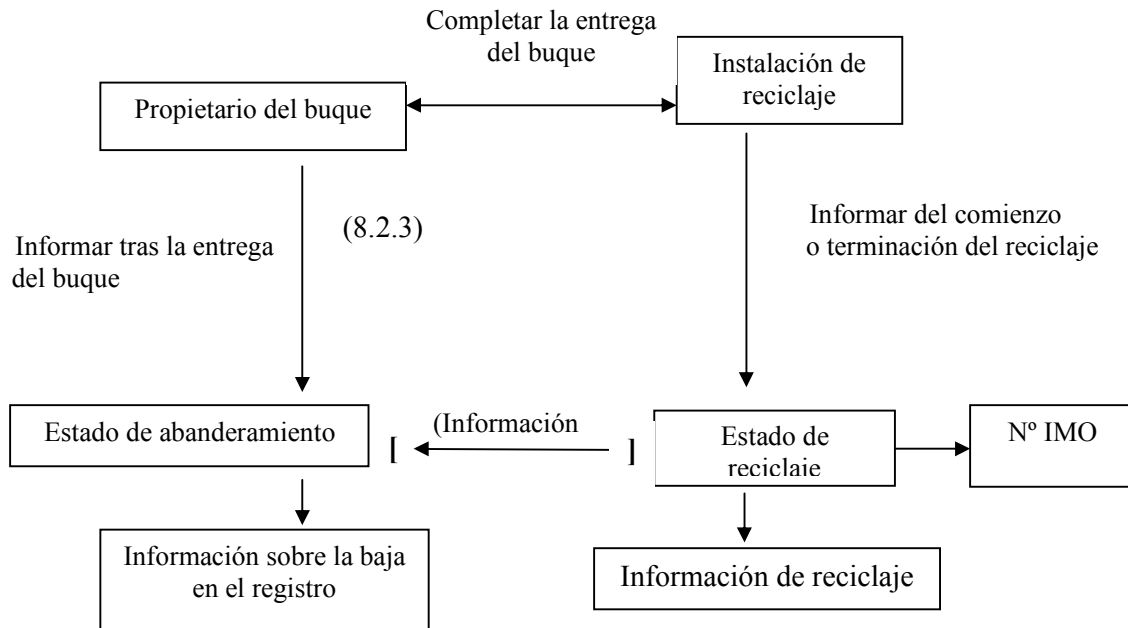 Completar la entrega
del buque
Propietario del buque
Instalación de
reciclaje
(8.2.3)
Informar tras la entrega
del buque
Informar del comienzo
o terminación del reciclaje
Estado de abanderamiento
[
(Información
]
Estado de
reciclaje
Nº IMO
Información sobre la baja
en el registro
Información de reciclaje